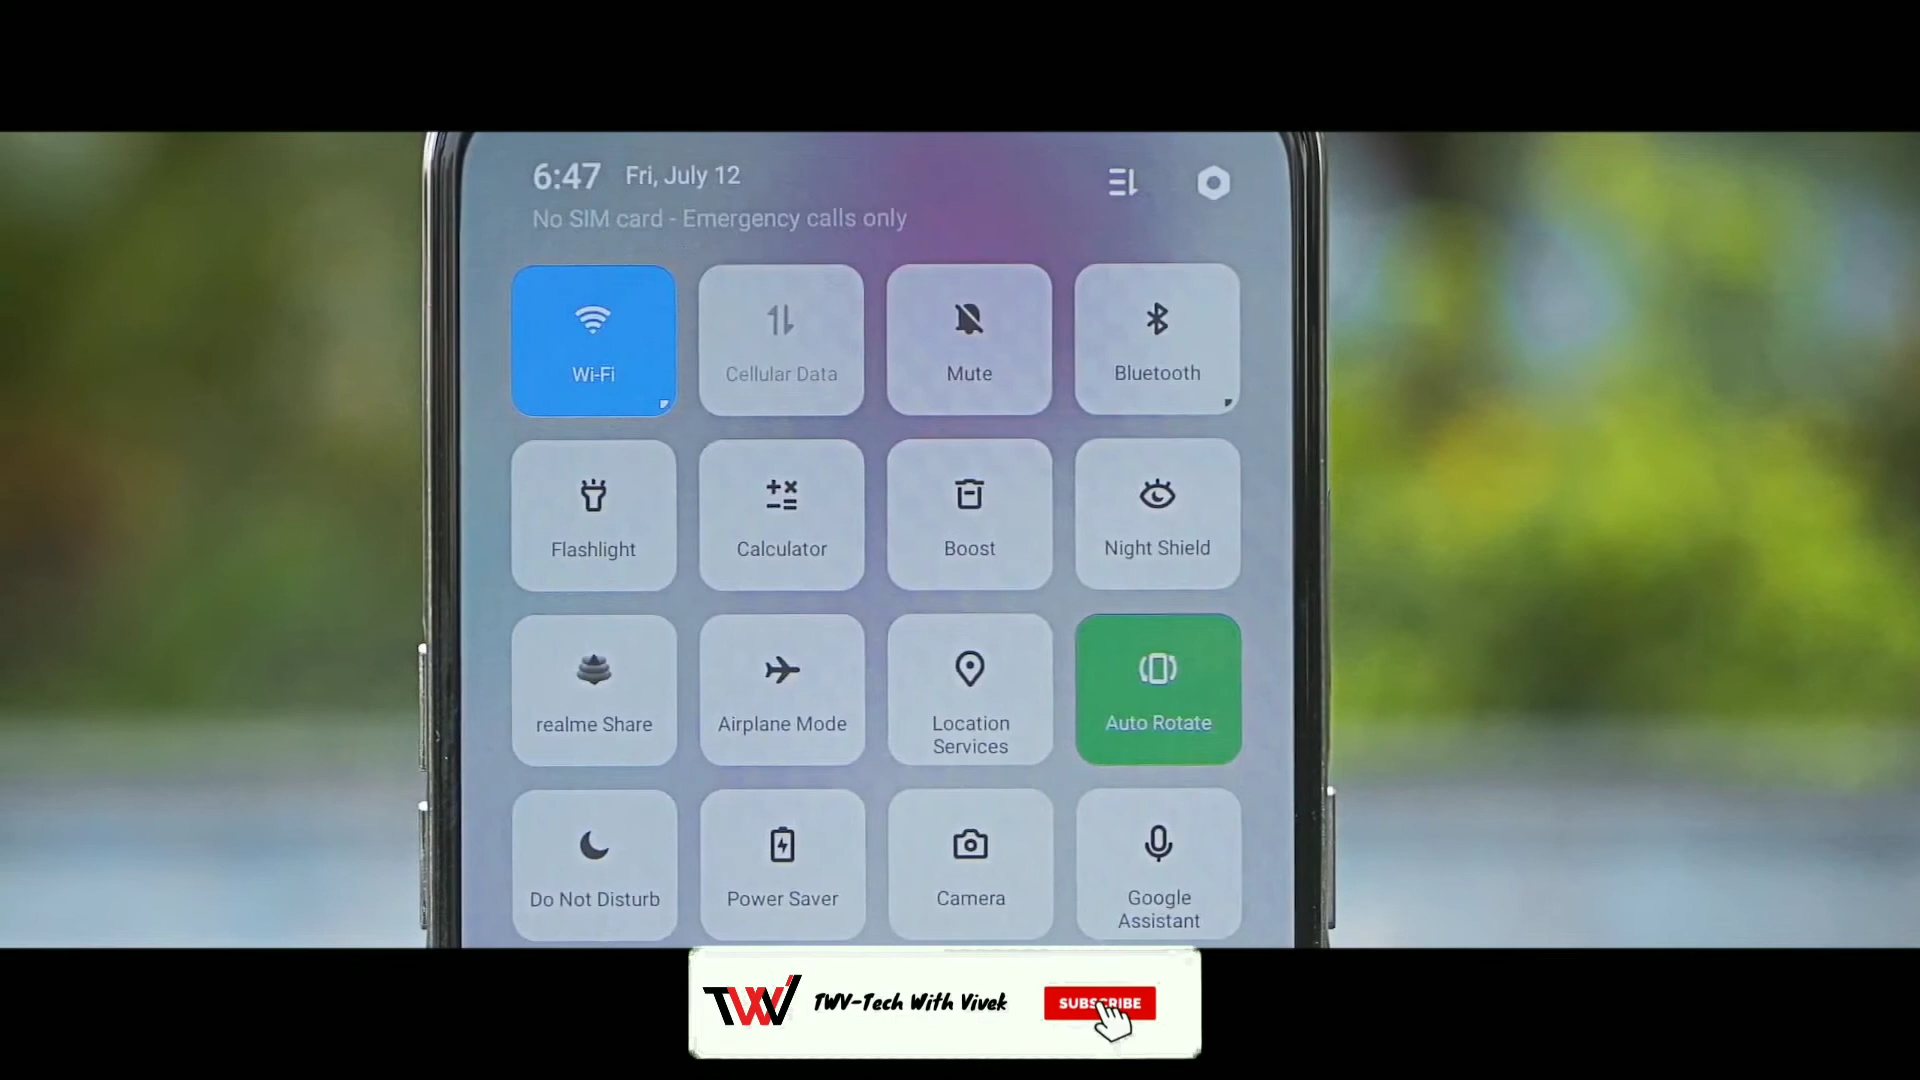 6:47 Fri, July 12
No SIM card - Emergency calls only
Wi-Fi Cellular Data Mute Bluetooth
Flashlight Calculator Boost Night Shield
realme Share Airplane Mode Location Services Auto Rotate
Do Not Disturb Power Saver Camera Google Assistant
TWV TWV-Tech With Vivek SUBSCRIBE